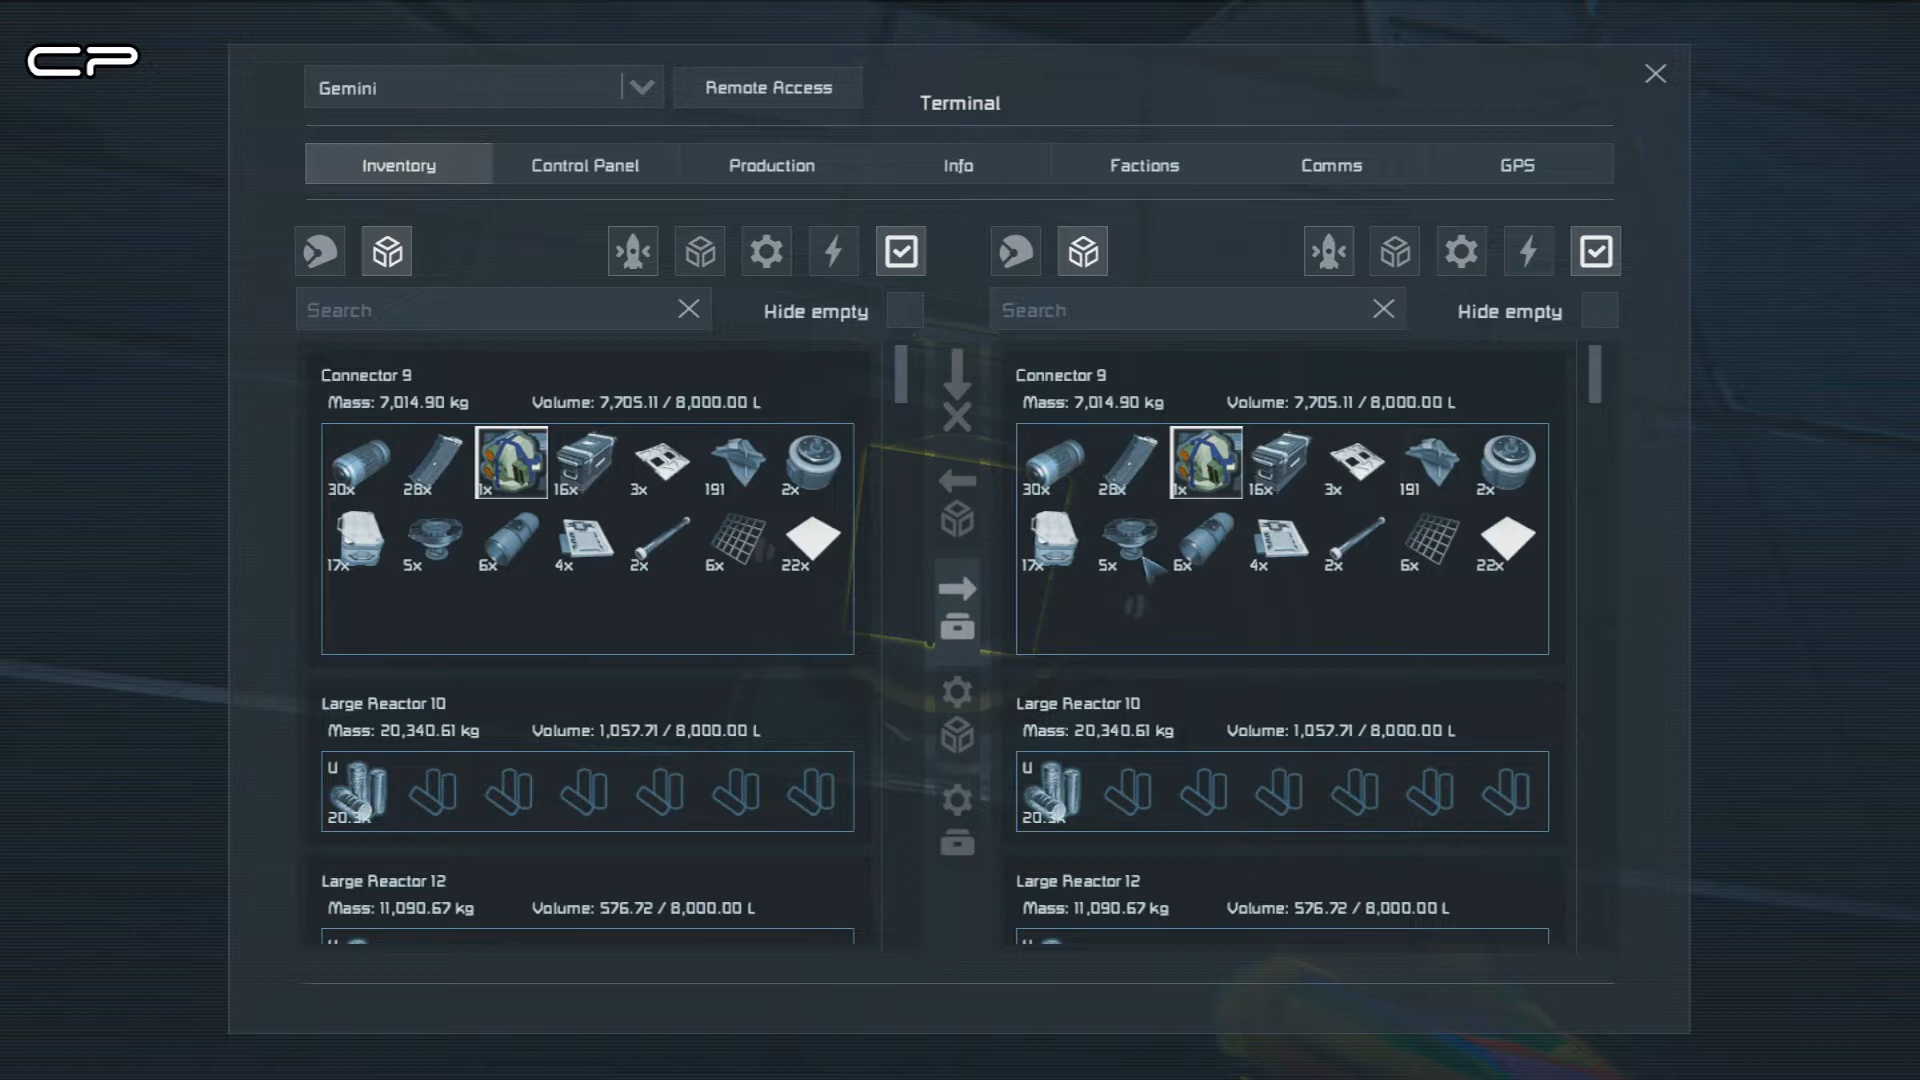 CP
Gemini
Remote Access
Terminal
Inventory Control Panel Production Info Factions Comms GPS
Search Hide empty Search Hide empty
Connector 9
Mass: 7,014.90 kg Volume: 7,705.11 / 8,000.00 L
30x 28x 1x 16x 3x 191 2x
17x 5x 6x 4x 2x 6x 22x
Large Reactor 10
Mass: 20,340.61 kg Volume: 1,057.71 / 8,000.00 L
U
20.3k
Large Reactor 12
Mass: 11,090.67 kg Volume: 576.72 / 8,000.00 L
U
Connector 9
Mass: 7,014.90 kg Volume: 7,705.11 / 8,000.00 L
30x 28x 1x 16x 3x 191 2x
17x 5x 6x 4x 2x 6x 22x
Large Reactor 10
Mass: 20,340.61 kg Volume: 1,057.71 / 8,000.00 L
U
20.3k
Large Reactor 12
Mass: 11,090.67 kg Volume: 576.72 / 8,000.00 L
U